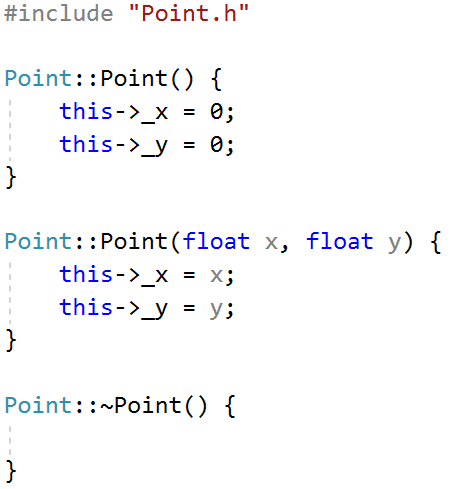 #include "Point.h"
Point::Point() {
    this->_x = 0;
    this->_y = 0;
}
Point::Point(float x, float y) {
    this->_x = x;
    this->_y = y;
}
Point::~Point() {
}